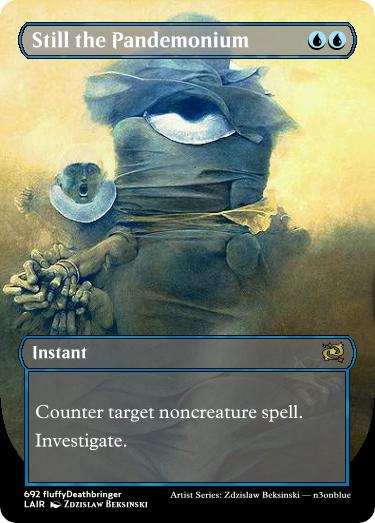 Still the Pandemonium
Instant
Counter target noncreature spell.
Investigate.
692 fluffyDeathbringer
LAIR Zdzislaw Beksinski
Artist Series: Zdzislaw Beksinski — n3onblue